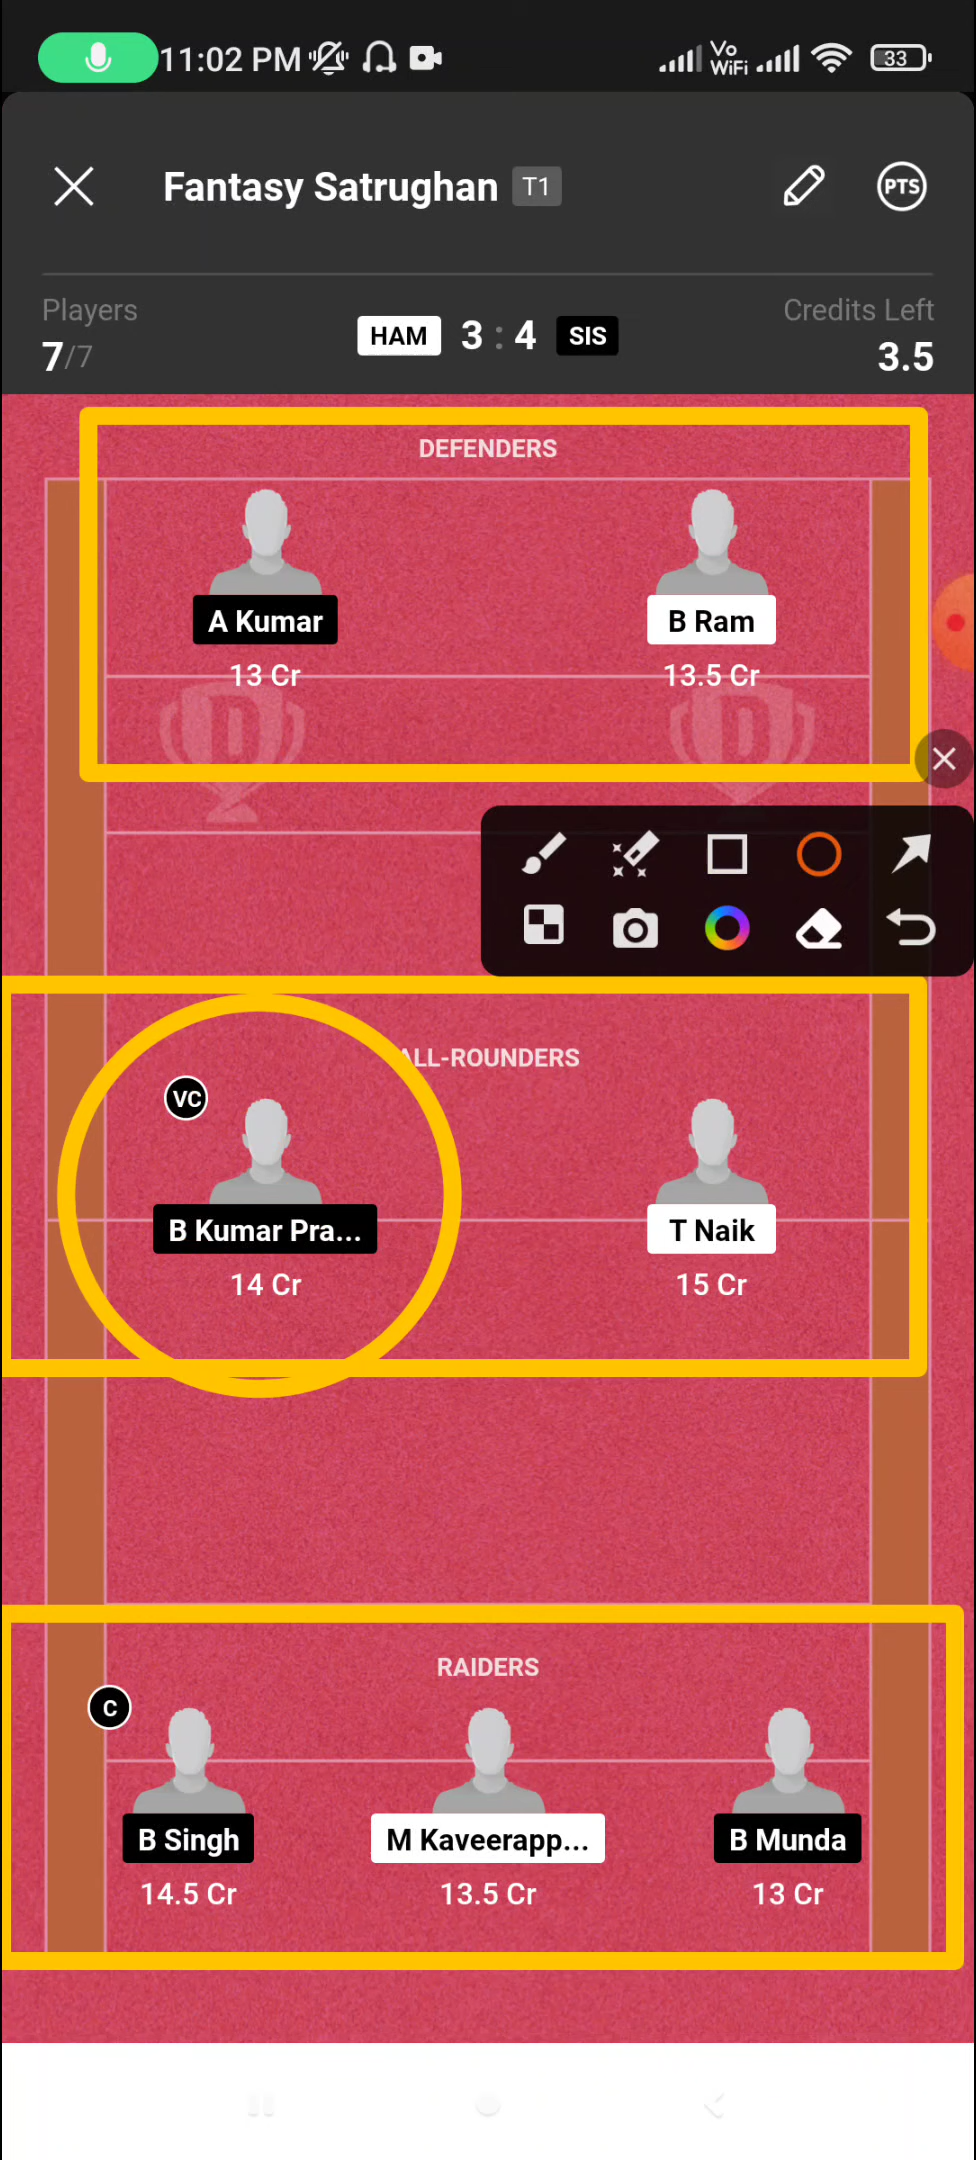 11:02 PM Vo WiFi 33
Fantasy Satrughan T1 PTS
Players Credits Left
7/7 HAM 3 : 4 SIS 3.5
DEFENDERS
A Kumar B Ram
13 Cr 13.5 Cr
ALL-ROUNDERS
VC
B Kumar Pra... T Naik
14 Cr 15 Cr
RAIDERS
C
B Singh M Kaveerapp... B Munda
14.5 Cr 13.5 Cr 13 Cr